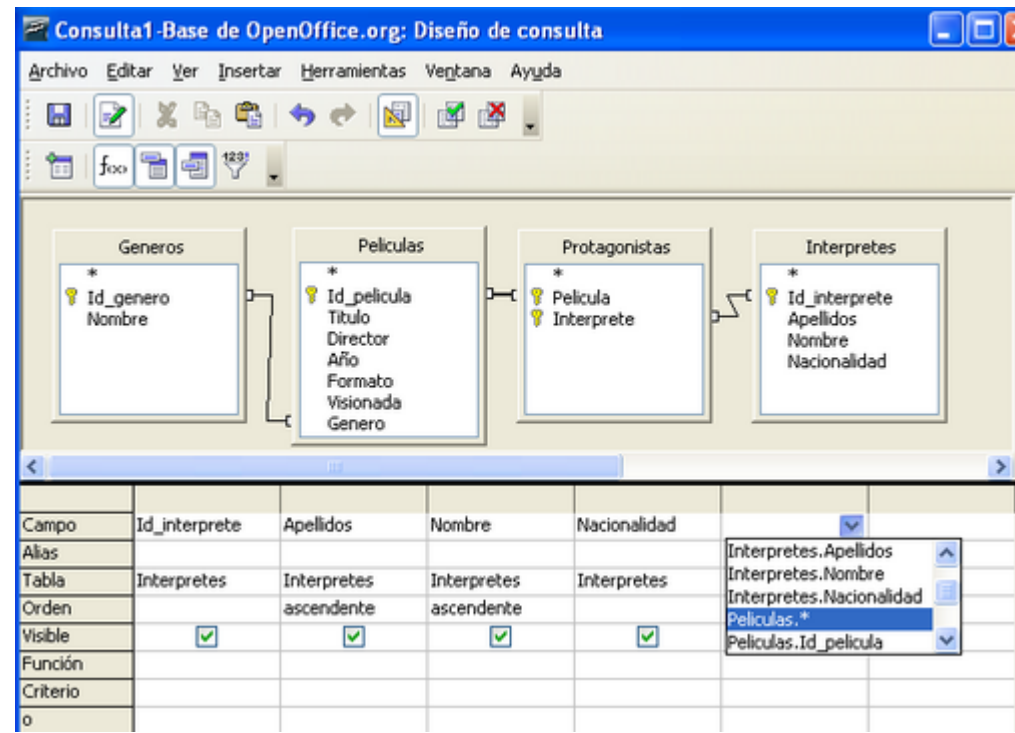 Consulta1-Base de OpenOffice.org: Diseño de consulta
Archivo Editar Ver Insertar Herramientas Ventana Ayuda
f(x) 123!
Generos
*
Id_genero
Nombre
Peliculas
*
Id_pelicula
Titulo
Director
Año
Formato
Visionada
Genero
Protagonistas
*
Pelicula
Interprete
Interpretes
*
Id_interprete
Apellidos
Nombre
Nacionalidad
Campo Id_interprete Apellidos Nombre Nacionalidad
Alias
Tabla Interpretes Interpretes Interpretes Interpretes
Orden ascendente ascendente
Visible
Función
Criterio
o
Interpretes.Apellidos
Interpretes.Nombre
Interpretes.Nacionalidad
Peliculas.*
Peliculas.Id_pelicula